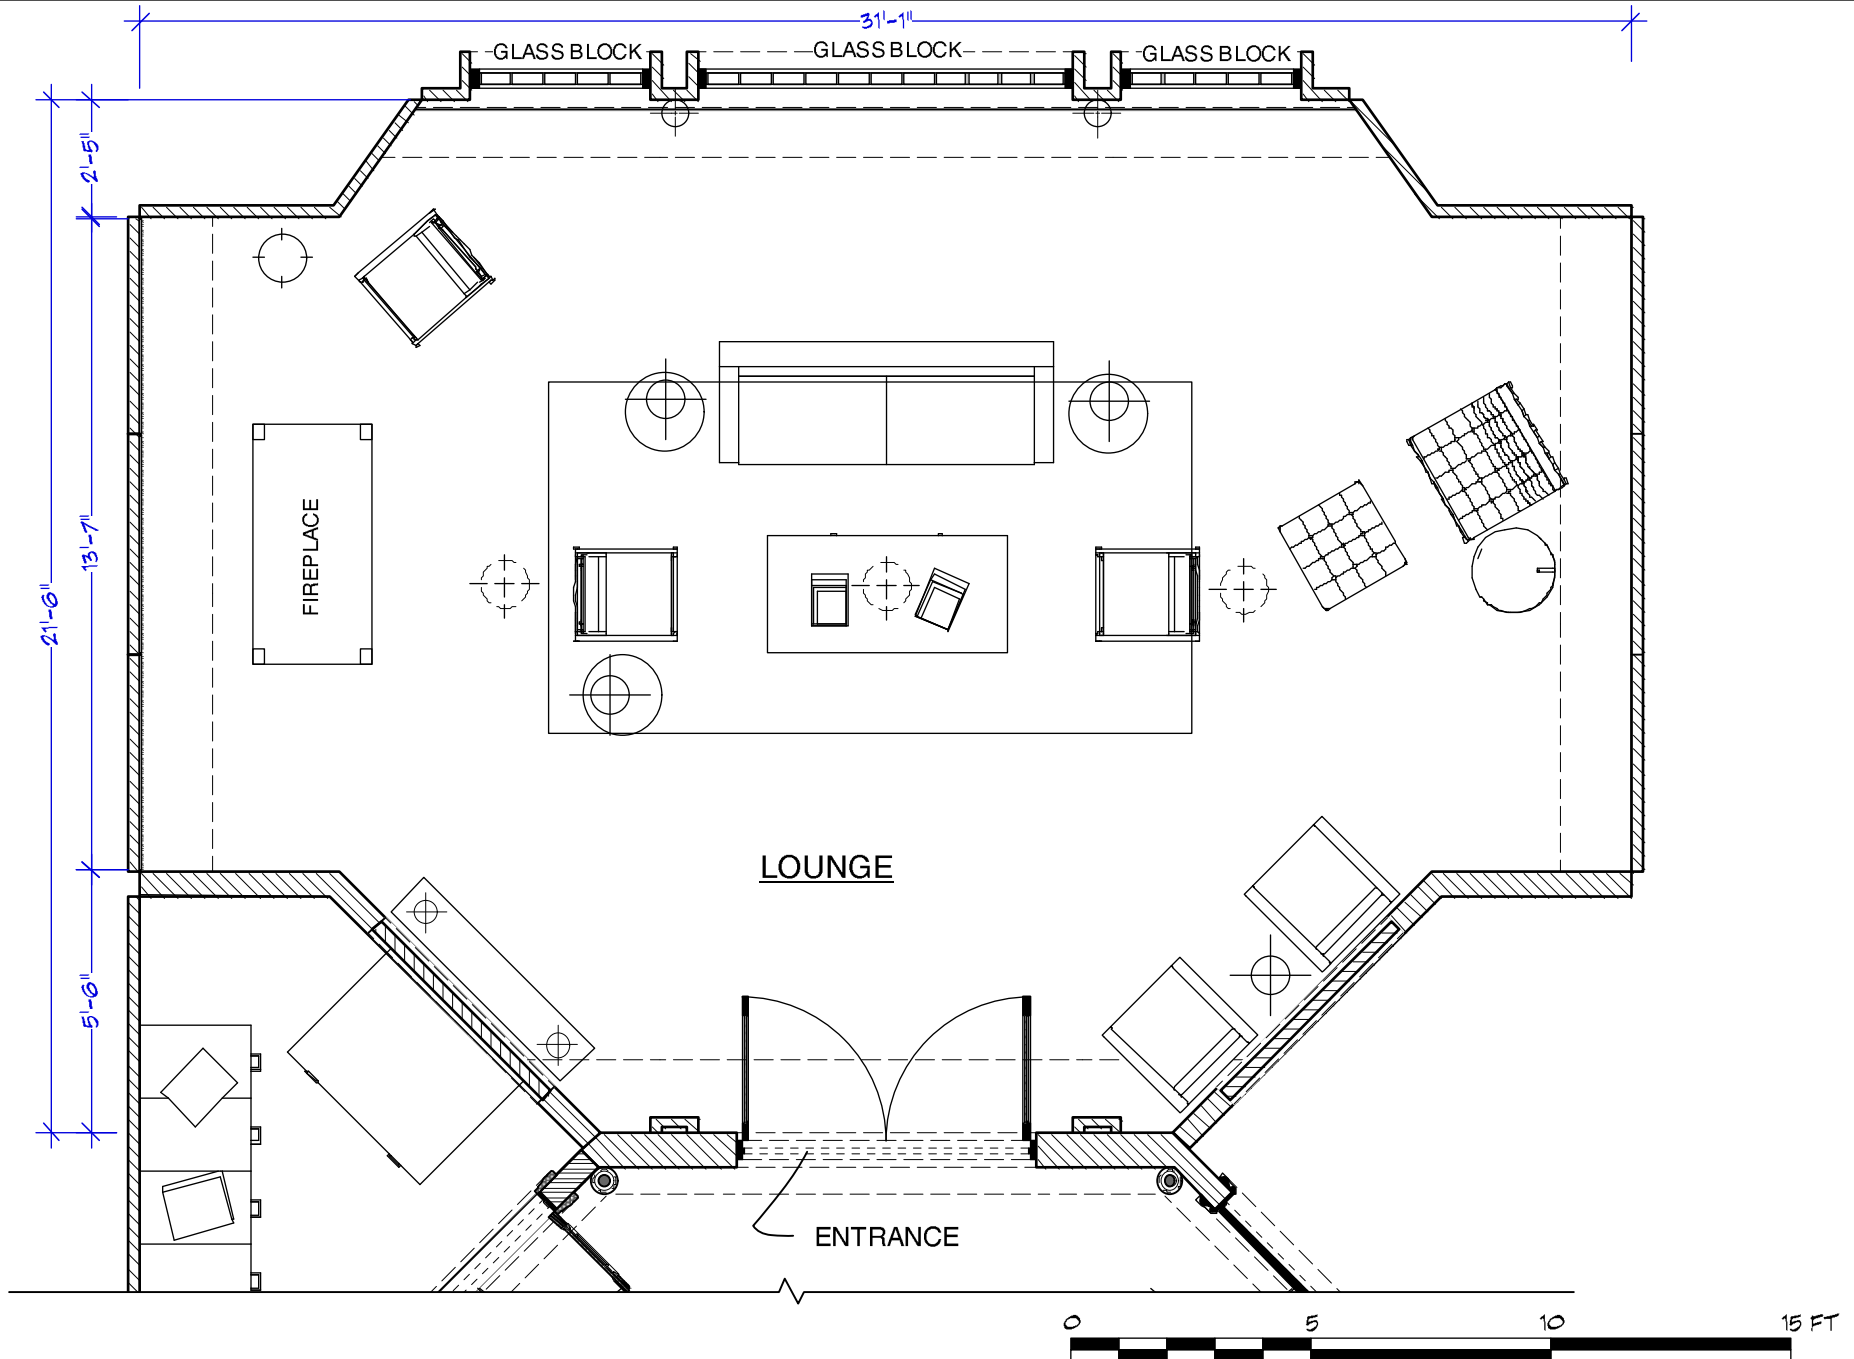 31'-1"
GLASS BLOCK
GLASS BLOCK
GLASS BLOCK
2'-5"
13'-7"
21'-6"
FIREPLACE
LOUNGE
5'-6"
ENTRANCE
0 5 10 15 FT